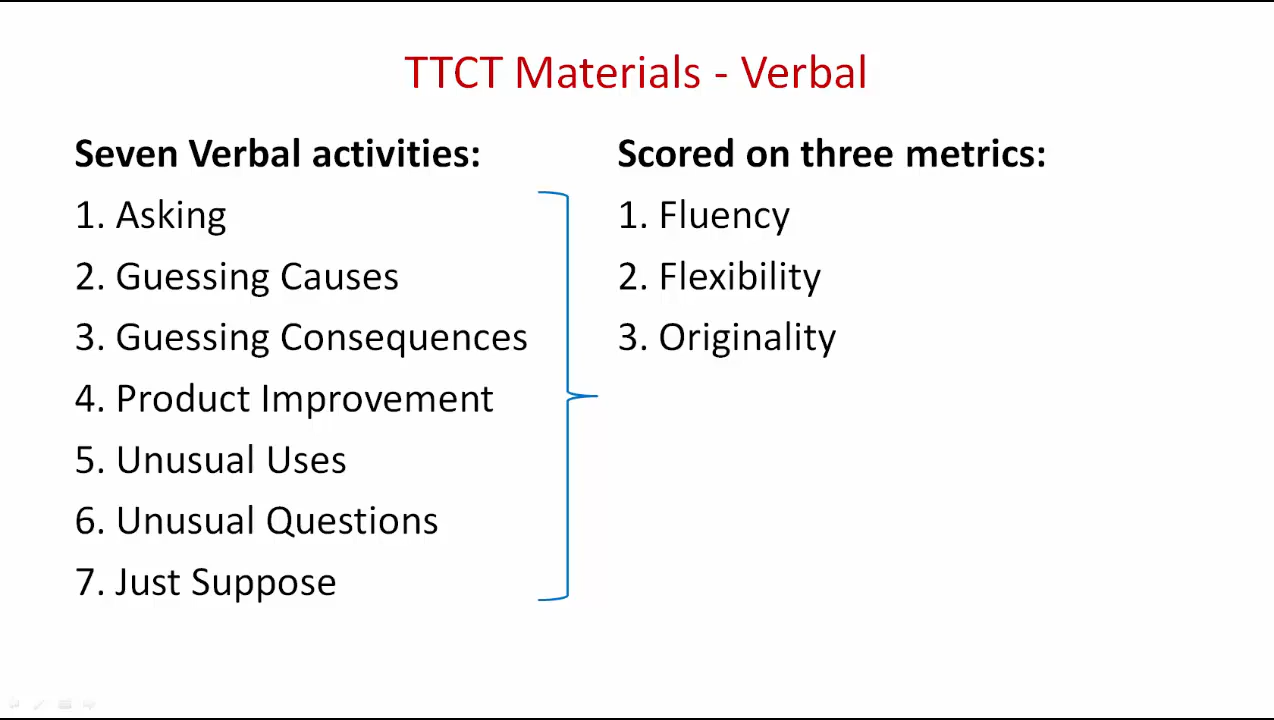 TTCT Materials - Verbal
Seven Verbal activities:
1. Asking
2. Guessing Causes
3. Guessing Consequences
4. Product Improvement
5. Unusual Uses
6. Unusual Questions
7. Just Suppose
Scored on three metrics:
1. Fluency
2. Flexibility
3. Originality